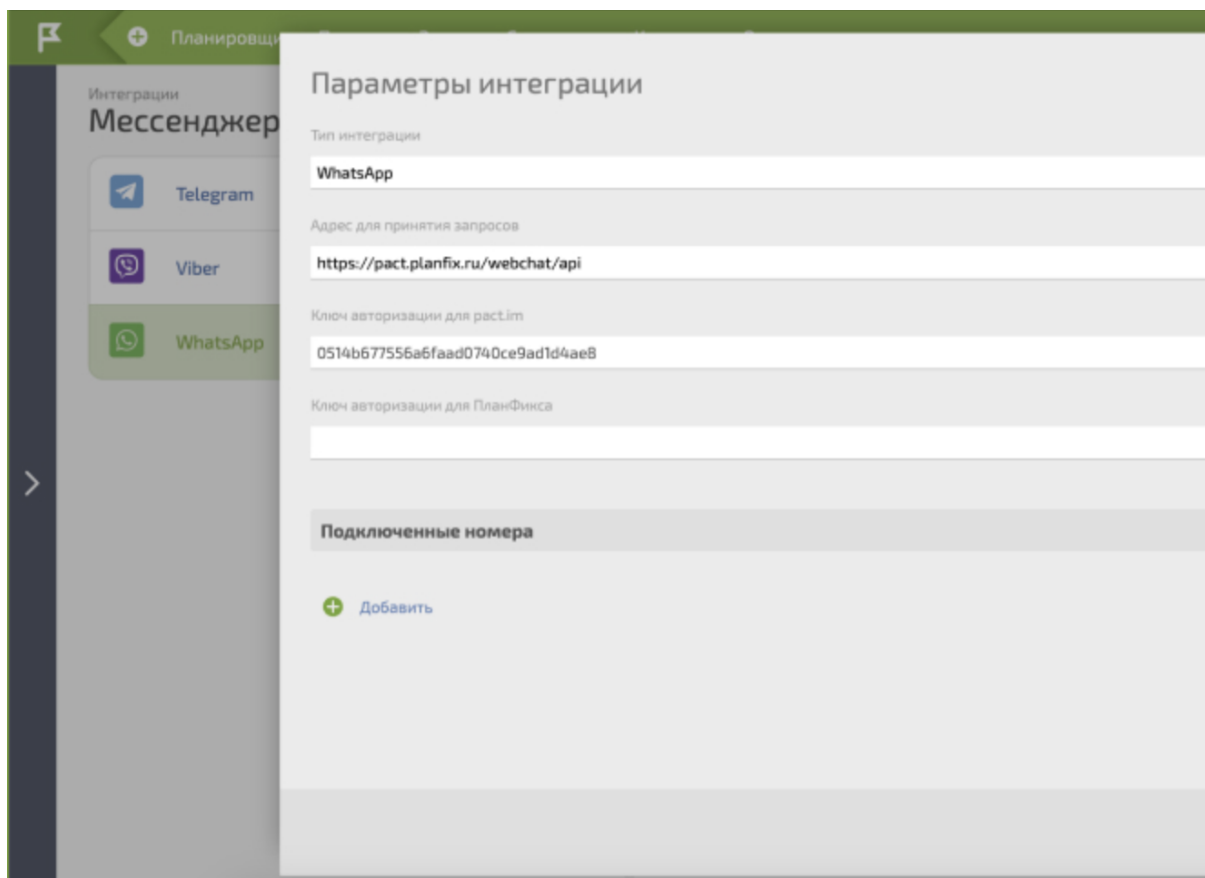 Планировщи
Интеграции
Мессенджер
Telegram
Viber
WhatsApp
Параметры интеграции
Тип интеграции
WhatsApp
Адрес для принятия запросов
https://pact.planfix.ru/webchat/api
Ключ авторизации для pact.im
0514b677556a6faad0740ce9ad1d4ae8
Ключ авторизации для ПланФикса
Подключенные номера
Добавить